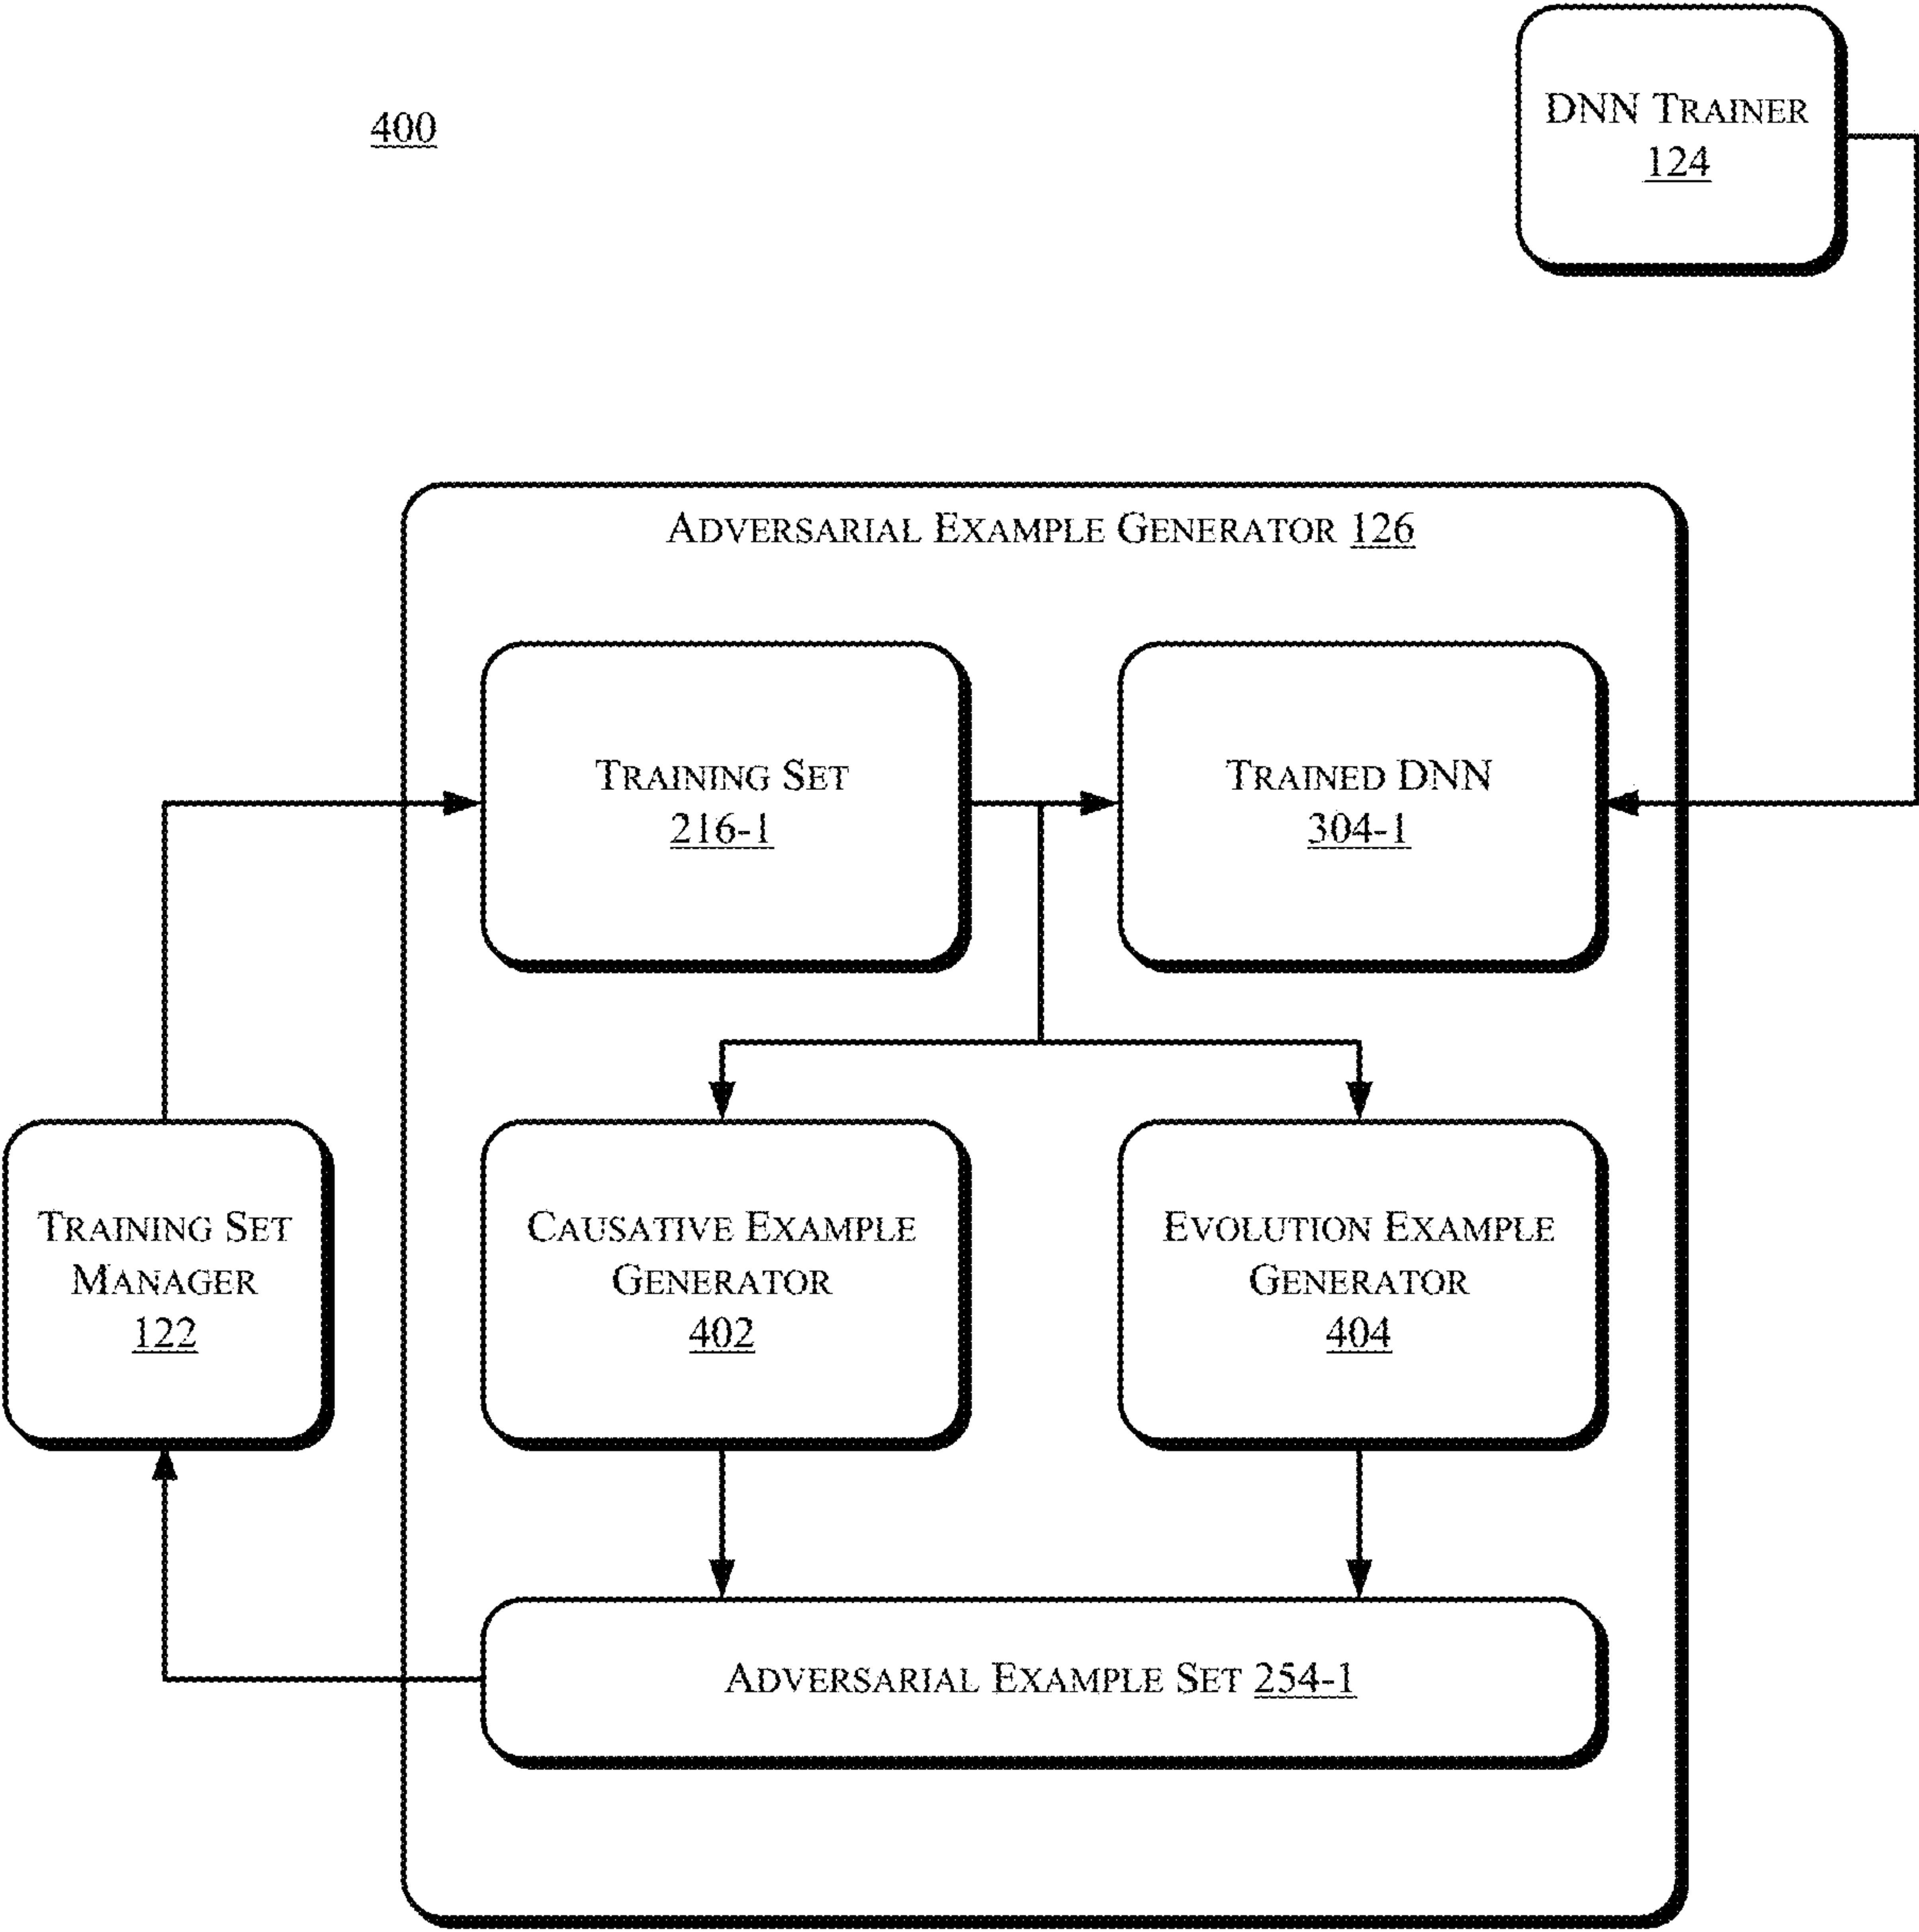 DNN TRAINER
124
400
ADVERSARIAL EXAMPLE GENERATOR 126
TRAINING SET
216-1
TRAINED DNN
304-1
TRAINING SET
MANAGER
122
CAUSATIVE EXAMPLE
GENERATOR
402
EVOLUTION EXAMPLE
GENERATOR
404
ADVERSARIAL EXAMPLE SET 254-1